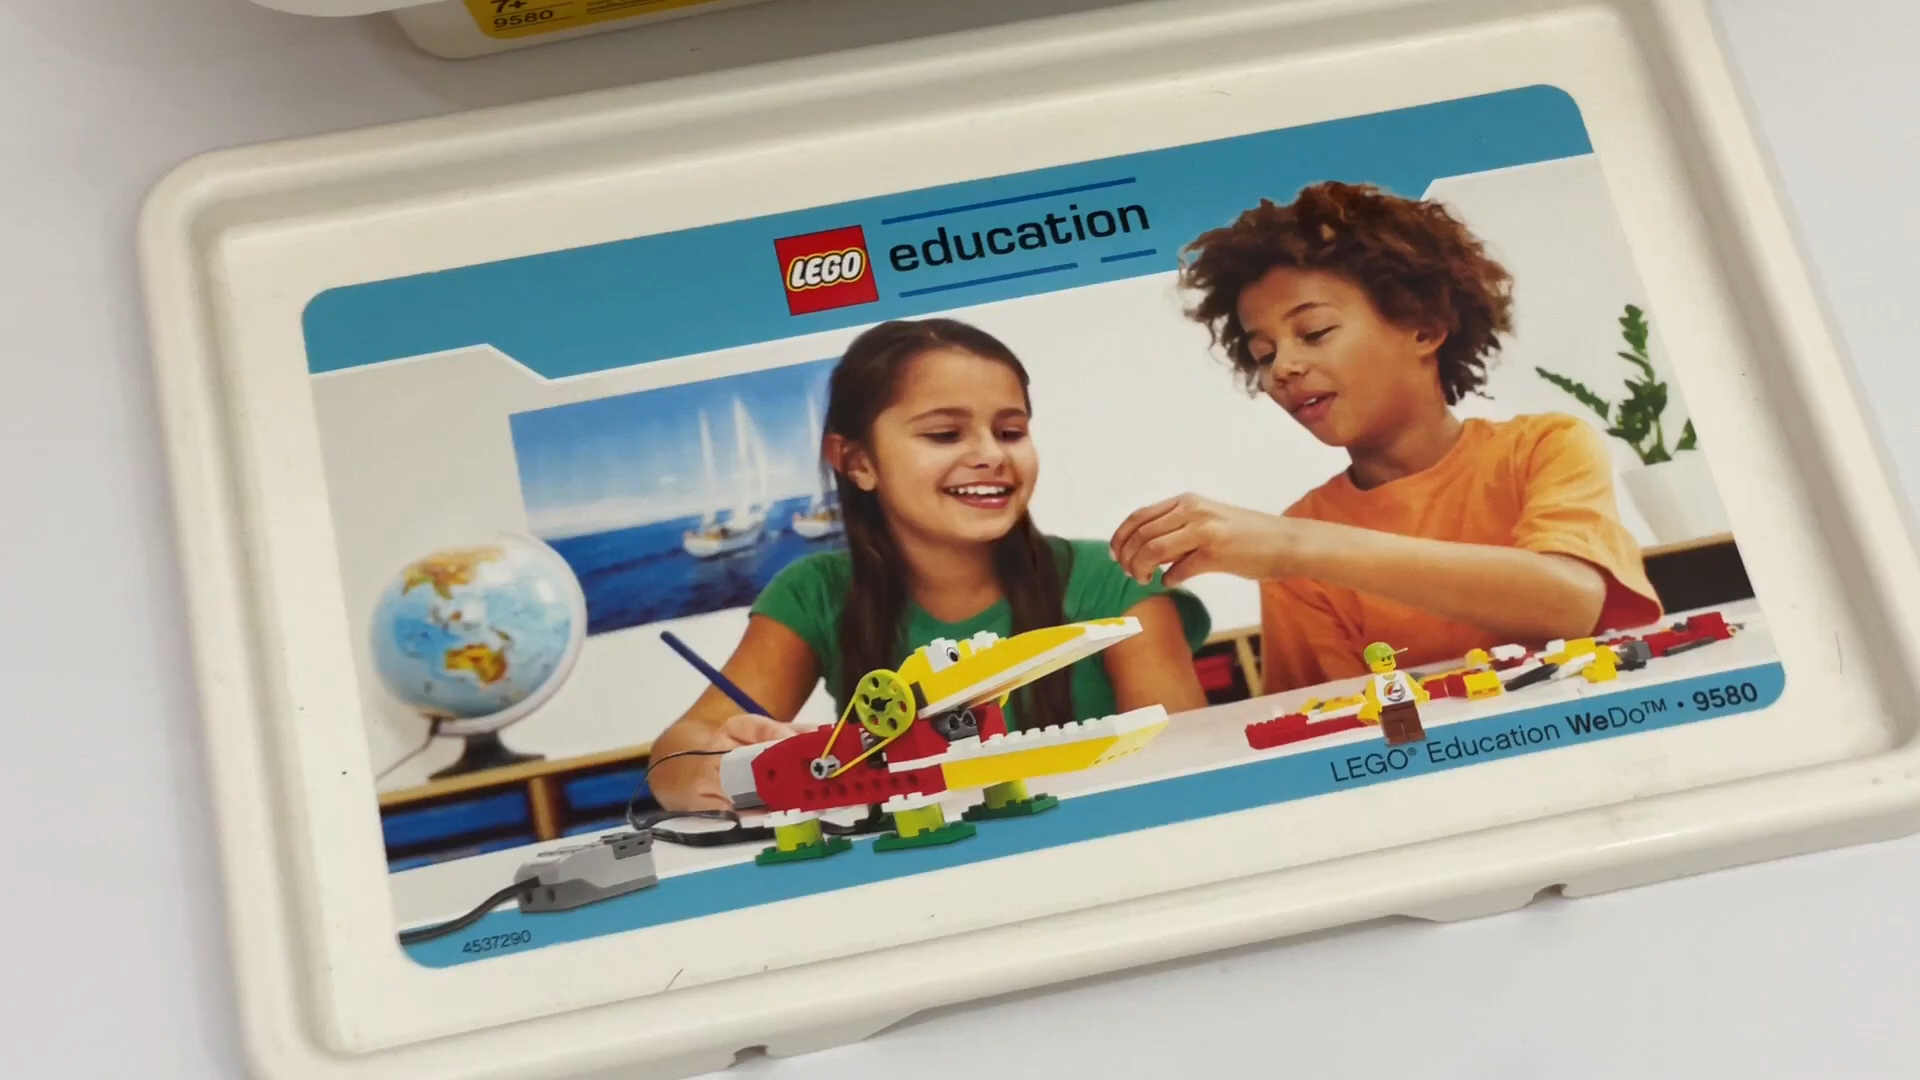 7+
9580
LEGO education
LEGO® Education WeDo™ • 9580
4537290